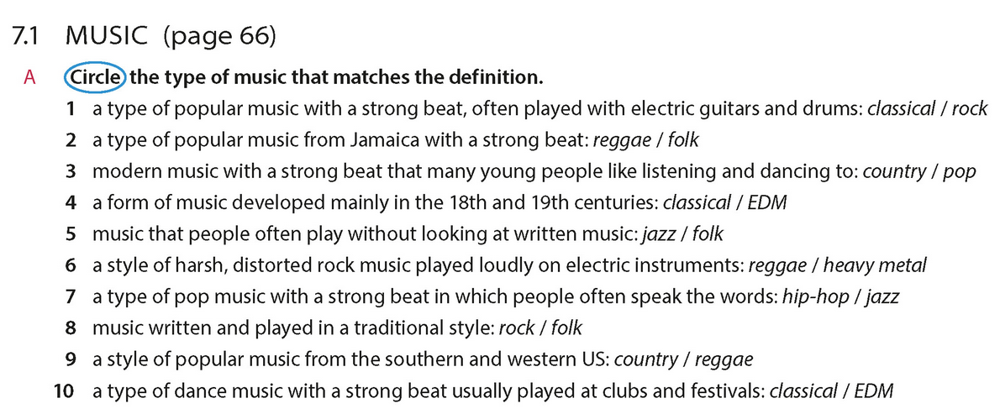 7.1 MUSIC (page 66)
A Circle the type of music that matches the definition.
1 a type of popular music with a strong beat, often played with electric guitars and drums: classical / rock
2 a type of popular music from Jamaica with a strong beat: reggae / folk
3 modern music with a strong beat that many young people like listening and dancing to: country / pop
4 a form of music developed mainly in the 18th and 19th centuries: classical / EDM
5 music that people often play without looking at written music: jazz / folk
6 a style of harsh, distorted rock music played loudly on electric instruments: reggae / heavy metal
7 a type of pop music with a strong beat in which people often speak the words: hip-hop / jazz
8 music written and played in a traditional style: rock / folk
9 a style of popular music from the southern and western US: country / reggae
10 a type of dance music with a strong beat usually played at clubs and festivals: classical / EDM